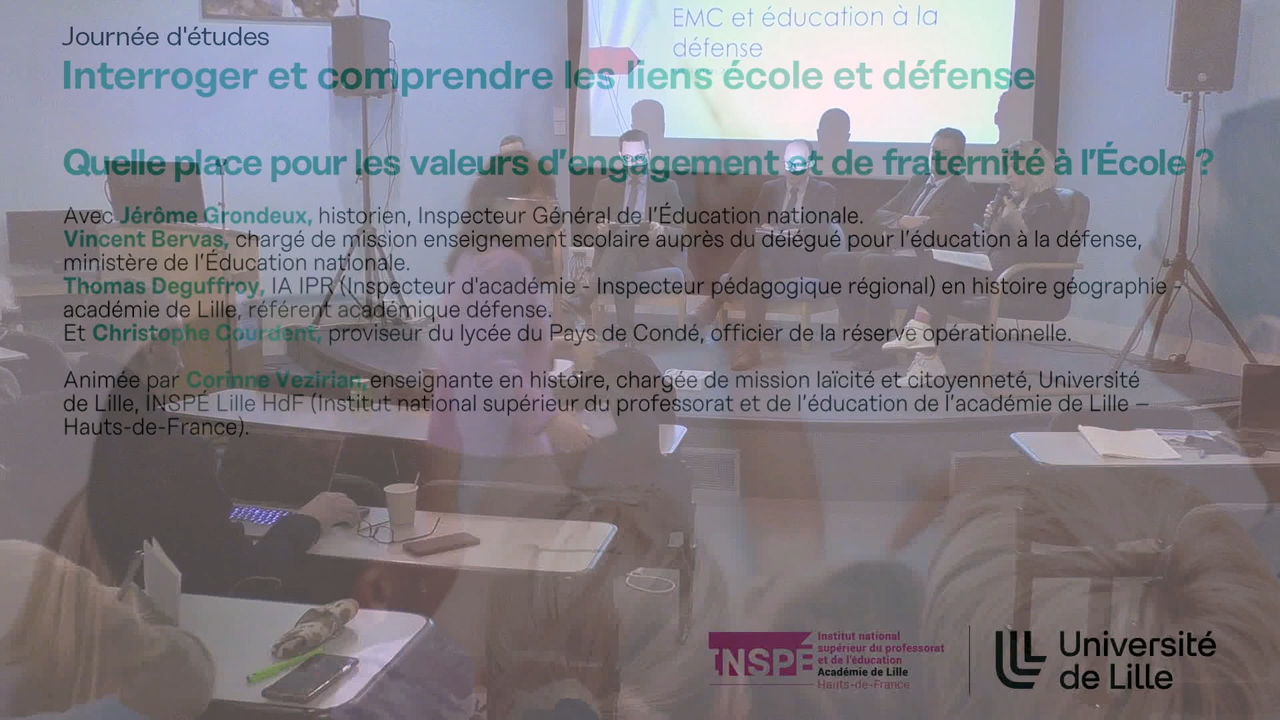 EMC et éducation à la
défense
Journée d'études
Interroger et comprendre les liens école et défense
Quelle place pour les valeurs d'engagement et de fraternité à l'École ?
Avec Jérôme Grondeux, historien, Inspecteur Général de l'Éducation nationale.
Vincent Bervas, chargé de mission enseignement scolaire auprès du délégué pour l'éducation à la défense,
ministère de l'Éducation nationale.
Thomas Deguffroy, IA IPR (Inspecteur d'académie - Inspecteur pédagogique régional) en histoire géographie -
académie de Lille, référent académique défense.
Et Christophe Courdent, proviseur du lycée du Pays de Condé, officier de la réserve opérationnelle.
Animée par Corinne Vezirian, enseignante en histoire, chargée de mission laïcité et citoyenneté, Université
de Lille, INSPÉ Lille HdF (Institut national supérieur du professorat et de l'éducation de l'académie de Lille –
Hauts-de-France).
INSPÉ
Institut national
supérieur du professorat
et de l'éducation
Académie de Lille
Hauts-de-France
Université
de Lille